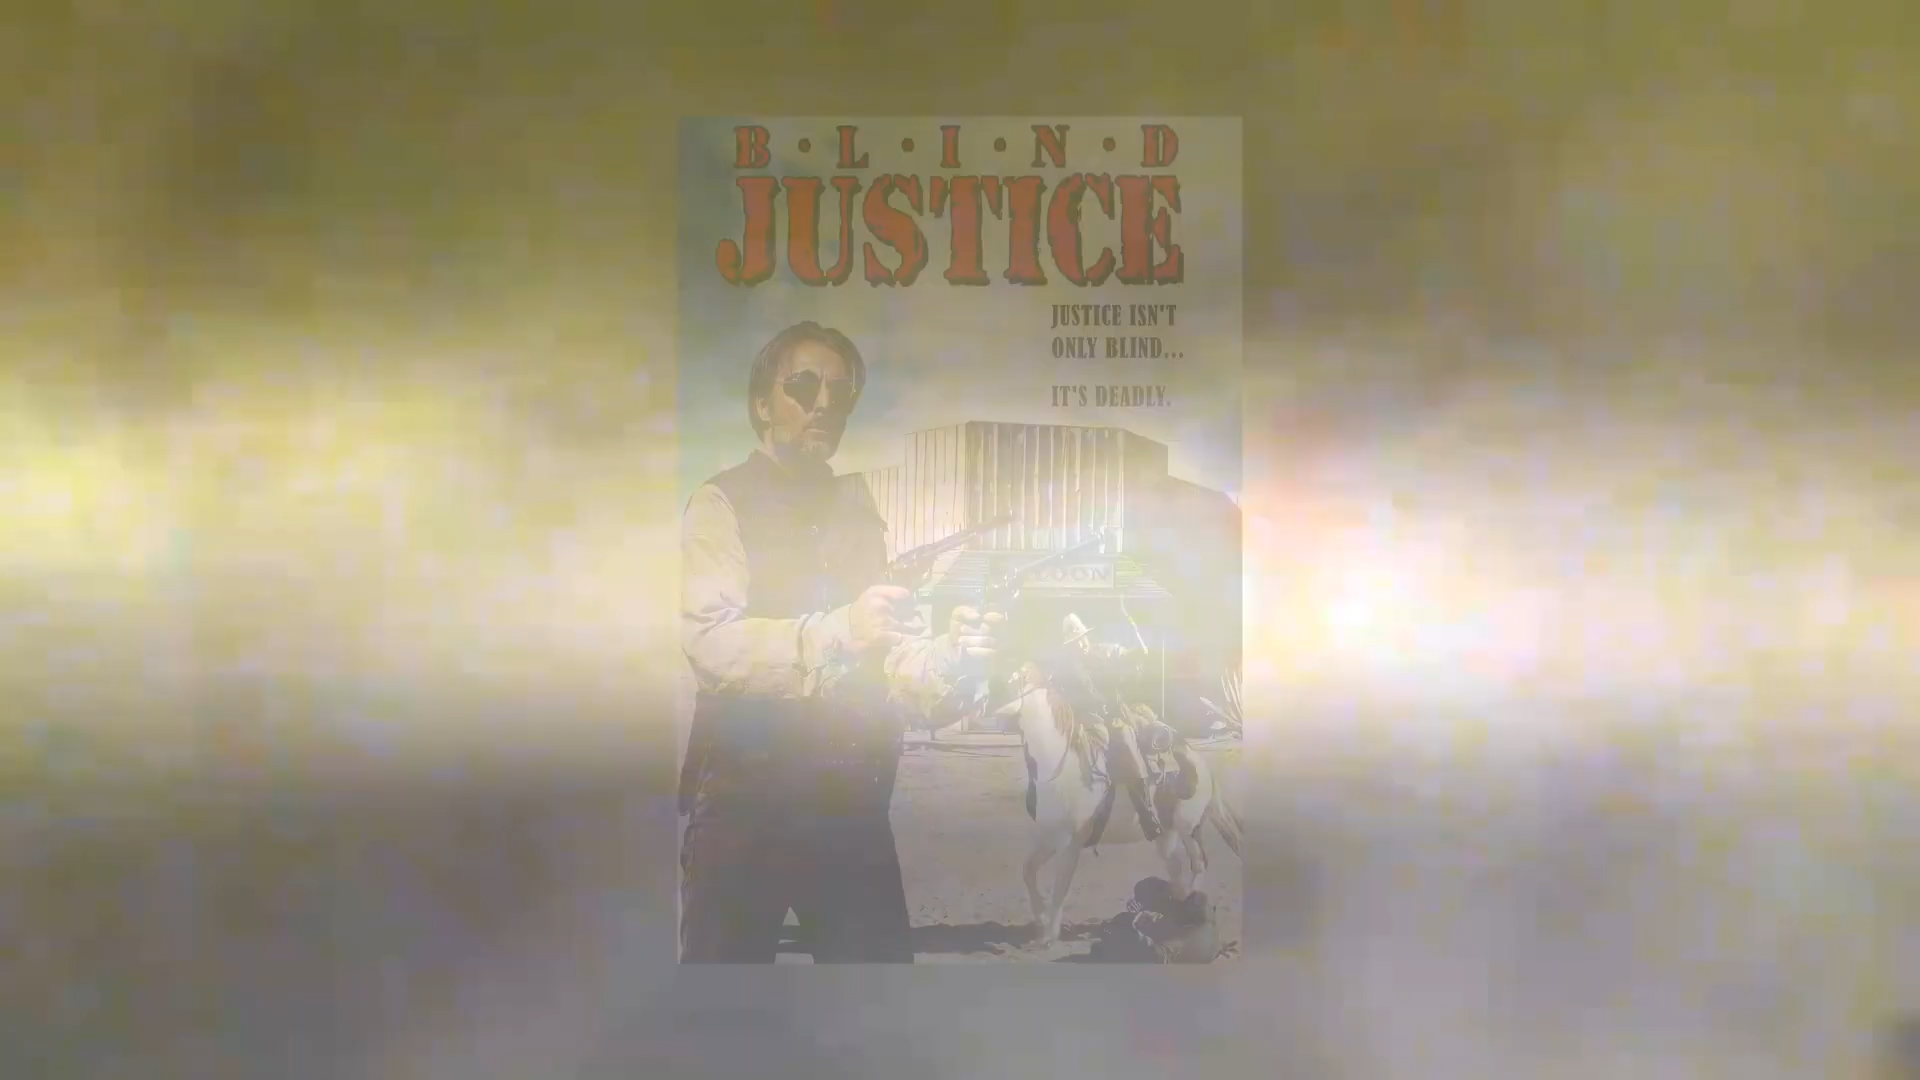 B·L·I·N·D
JUSTICE
JUSTICE ISN'T
ONLY BLIND...
IT'S DEADLY.